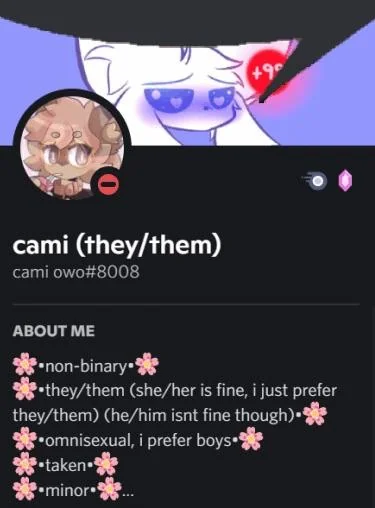 +99
cami (they/them)
cami owo#8008
ABOUT ME
🌸•non-binary•🌸
🌸•they/them (she/her is fine, i just prefer
they/them) (he/him isnt fine though)•🌸
🌸•omnisexual, i prefer boys•🌸
🌸•taken•🌸
🌸•minor•🌸...